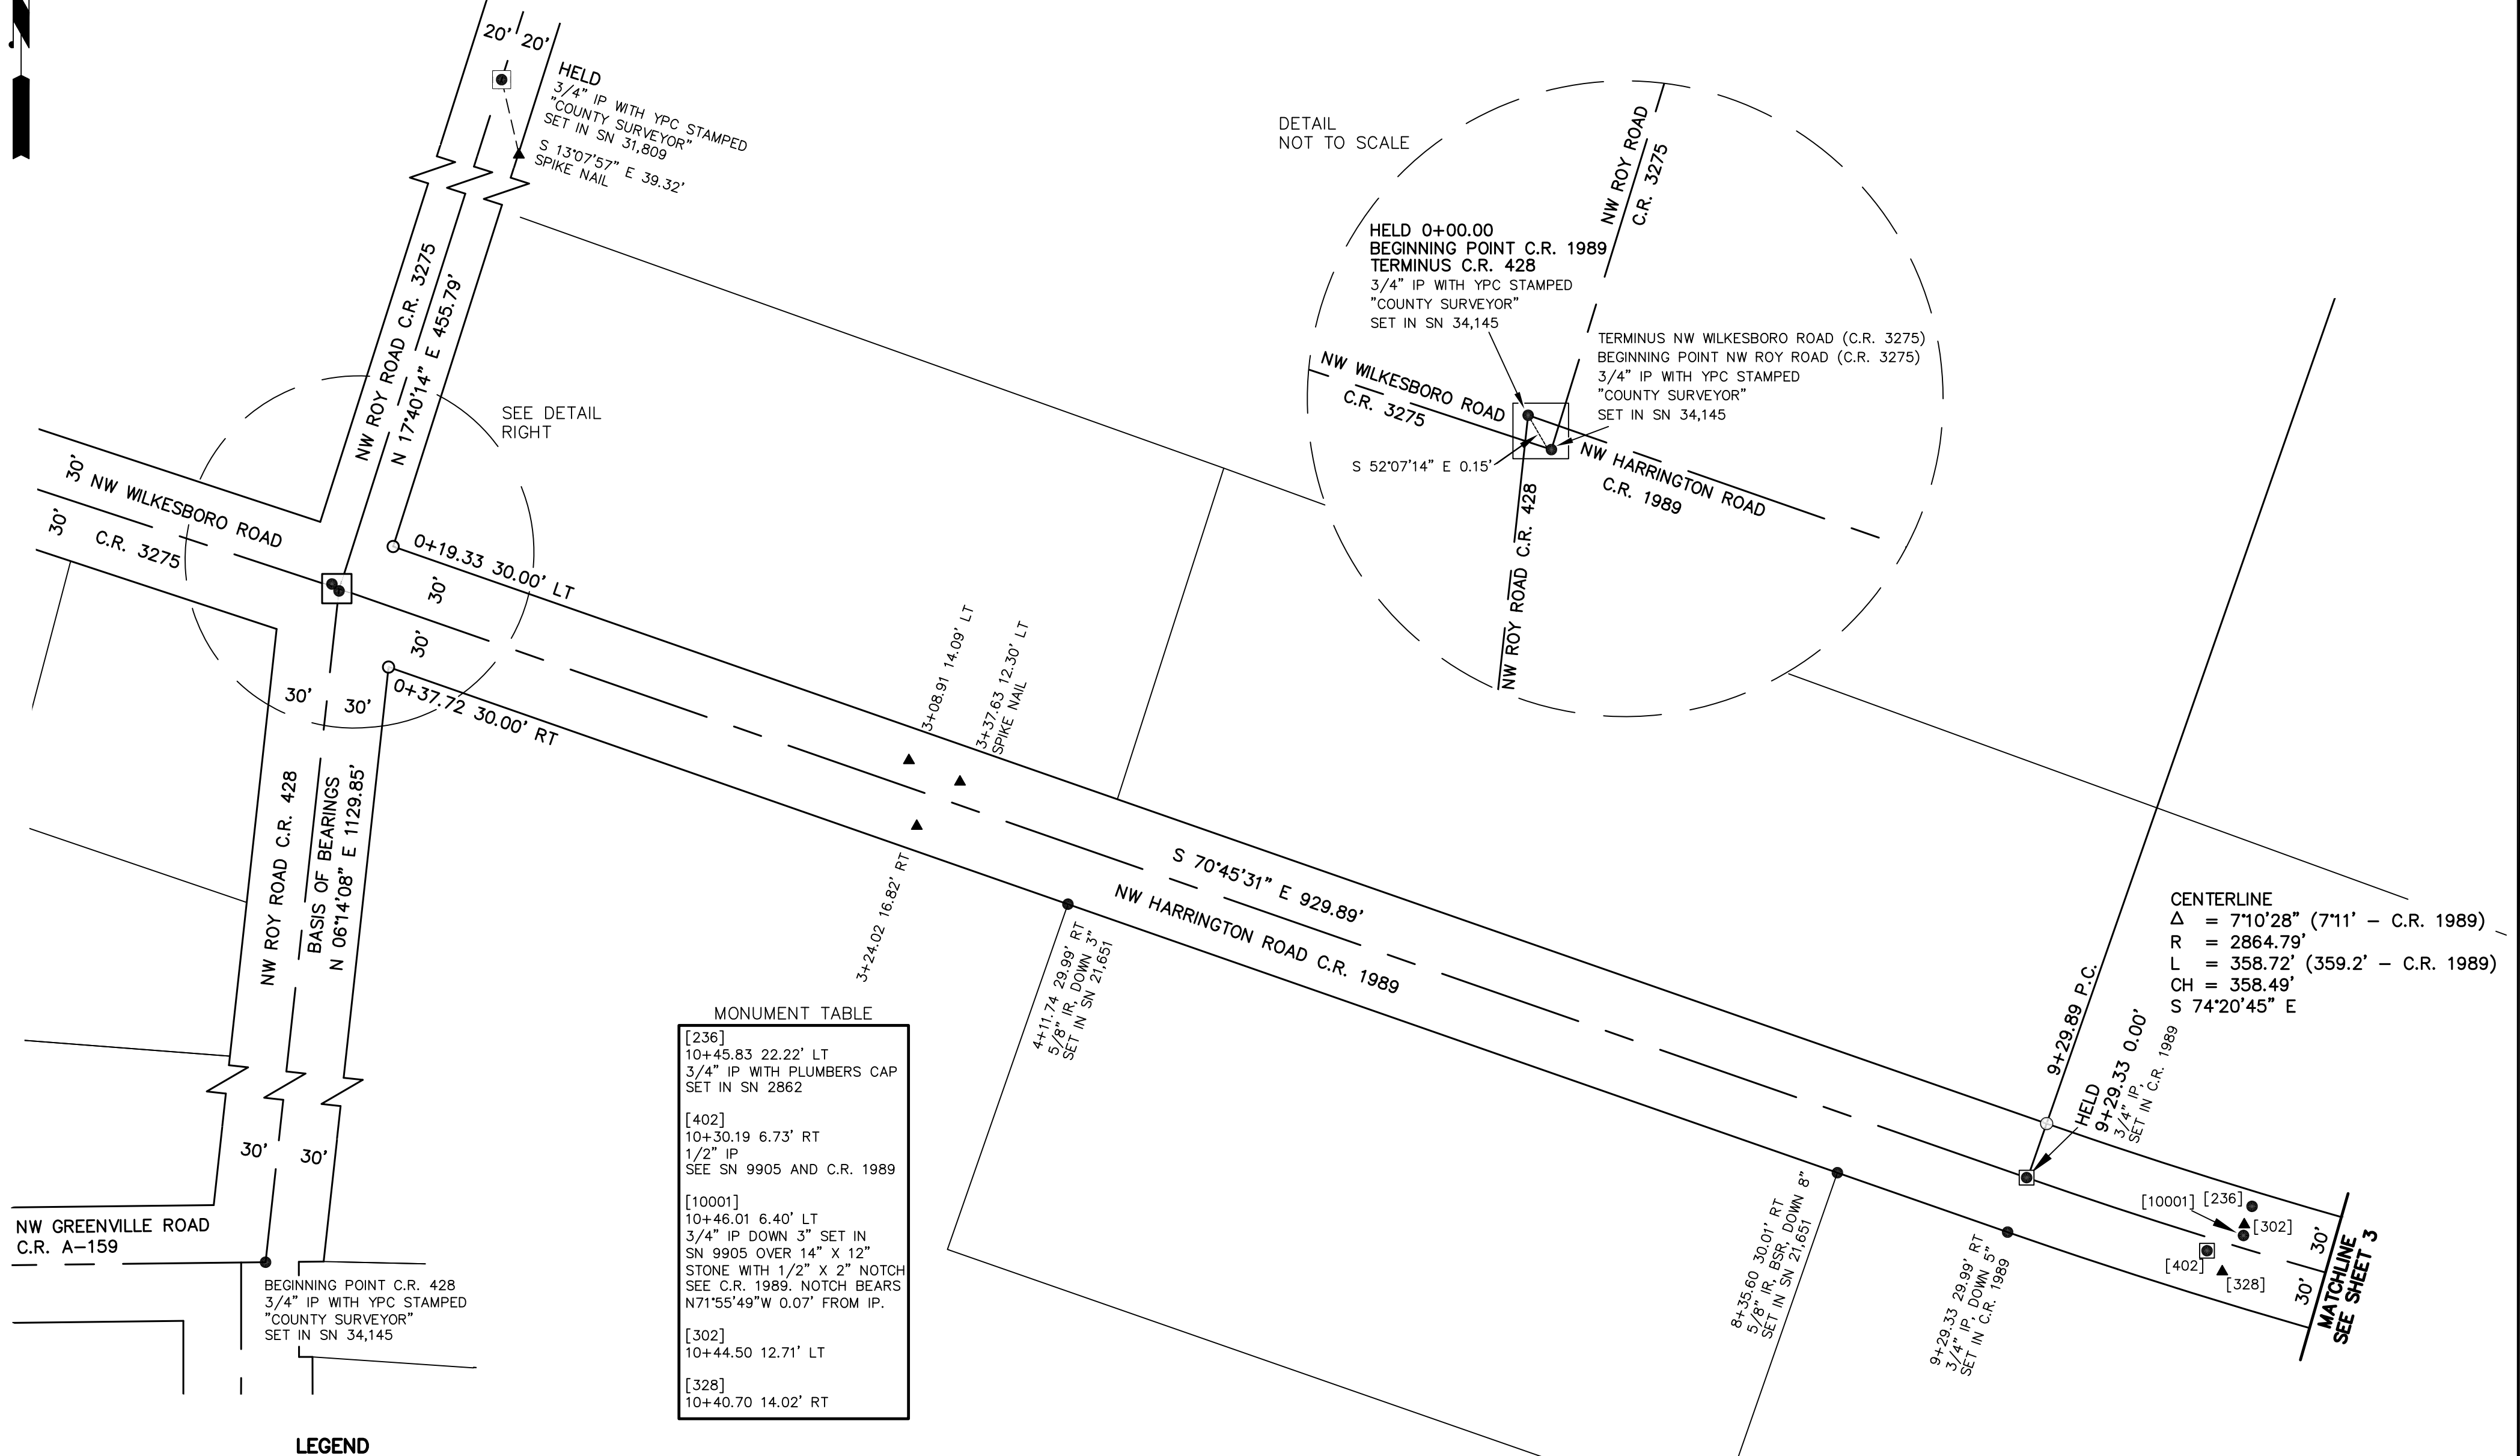 20' 20'
HELD
3/4" IP WITH YPC STAMPED
"COUNTY SURVEYOR"
SET IN SN 31,809
S 13°07'57" E 39.32'
SPIKE NAIL
NW ROY ROAD C.R. 3275
N 17°40'14" E 455.79'
SEE DETAIL
RIGHT
30'
NW WILKESBORO ROAD
30'
C.R. 3275
0+19.33 30.00' LT
30'
30'
0+37.72 30.00' RT
30' 30'
NW ROY ROAD C.R. 428
BASIS OF BEARINGS
N 06°14'08" E 1129.85'
30' 30'
NW GREENVILLE ROAD
C.R. A-159
BEGINNING POINT C.R. 428
3/4" IP WITH YPC STAMPED
"COUNTY SURVEYOR"
SET IN SN 34,145
LEGEND
DETAIL
NOT TO SCALE
NW ROY ROAD
C.R. 3275
HELD 0+00.00
BEGINNING POINT C.R. 1989
TERMINUS C.R. 428
3/4" IP WITH YPC STAMPED
"COUNTY SURVEYOR"
SET IN SN 34,145
TERMINUS NW WILKESBORO ROAD (C.R. 3275)
BEGINNING POINT NW ROY ROAD (C.R. 3275)
3/4" IP WITH YPC STAMPED
"COUNTY SURVEYOR"
SET IN SN 34,145
NW WILKESBORO ROAD
C.R. 3275
S 52°07'14" E 0.15'
NW HARRINGTON ROAD
C.R. 1989
NW ROY ROAD C.R. 428
3+08.91 14.09' LT
3+37.63 12.30' LT
SPIKE NAIL
3+24.02 16.82' RT
S 70°45'31" E 929.89'
NW HARRINGTON ROAD C.R. 1989
4+11.74 29.99' RT
5/8" IR, DOWN 3"
SET IN SN 21,651
MONUMENT TABLE
[236]
10+45.83 22.22' LT
3/4" IP WITH PLUMBERS CAP
SET IN SN 2862
[402]
10+30.19 6.73' RT
1/2" IP
SEE SN 9905 AND C.R. 1989
[10001]
10+46.01 6.40' LT
3/4" IP DOWN 3" SET IN
SN 9905 OVER 14" X 12"
STONE WITH 1/2" X 2" NOTCH
SEE C.R. 1989. NOTCH BEARS
N71°55'49"W 0.07' FROM IP.
[302]
10+44.50 12.71' LT
[328]
10+40.70 14.02' RT
8+35.60 30.01' RT
5/8" IR, BSR, DOWN 8"
SET IN SN 21,651
9+29.33 29.99' RT
3/4" IP, DOWN 5"
SET IN C.R. 1989
9+29.89 P.C.
HELD
9+29.33 0.00'
3/4" IP,
SET IN C.R. 1989
CENTERLINE
Δ = 7°10'28" (7°11' - C.R. 1989)
R = 2864.79'
L = 358.72' (359.2' - C.R. 1989)
CH = 358.49'
S 74°20'45" E
[10001] [236]
[302]
[402]
[328]
30'
30'
MATCHLINE
SEE SHEET 3